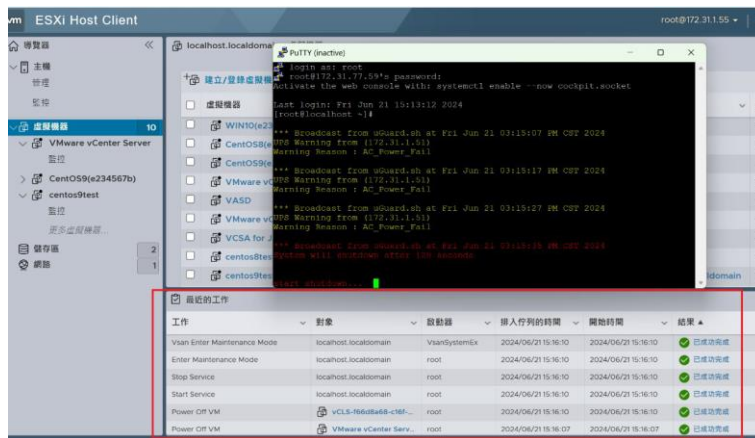 vm ESXi Host Client
root@172.31.1.55
導覽器
主機
管理
監控
虛擬機器 10
VMware vCenter Server
監控
CentOS9(e234567b)
centos9test
監控
更多虛擬機器...
儲存區 2
網路 1
localhost.localdoma
建立/登錄虛擬機
虛擬機器
WIN10(e23
CentOS8(e
CentOS9(e
VMware vC
VASD
VMware vC
VCSA for J
centos8tes
centos9tes
ldomain
PuTTY (inactive)
login as: root
root@172.31.77.59's password:
Activate the web console with: systemctl enable --now cockpit.socket
Last login: Fri Jun 21 15:13:12 2024
[root@localhost ~]#
*** Broadcast from uGuard.sh at Fri Jun 21 03:15:07 PM CST 2024
UPS Warning from (172.31.1.51)
Warning Reason : AC_Power_Fail
*** Broadcast from uGuard.sh at Fri Jun 21 03:15:17 PM CST 2024
UPS Warning from (172.31.1.51)
Warning Reason : AC_Power_Fail
*** Broadcast from uGuard.sh at Fri Jun 21 03:15:27 PM CST 2024
UPS Warning from (172.31.1.51)
Warning Reason : AC_Power_Fail
*** Broadcast from uGuard.sh at Fri Jun 21 PM CST 2024
System will shutdown after seconds
start shutdown...
最近的工作
工作 對象 啟動器 排入佇列的時間 開始時間 結果
Vsan Enter Maintenance Mode localhost.localdomain VsanSystemEx 2024/06/21 15:16:10 2024/06/21 15:16:10 已成功完成
Enter Maintenance Mode localhost.localdomain root 2024/06/21 15:16:10 2024/06/21 15:16:10 已成功完成
Stop Service localhost.localdomain root 2024/06/21 15:16:10 2024/06/21 15:16:10 已成功完成
Start Service localhost.localdomain root 2024/06/21 15:16:10 2024/06/21 15:16:10 已成功完成
Power Off VM vCLS-f66d8a68-c16f-... root 2024/06/21 15:16:10 2024/06/21 15:16:10 已成功完成
Power Off VM VMware vCenter Serv... root 2024/06/21 15:16:07 2024/06/21 15:16:07 已成功完成